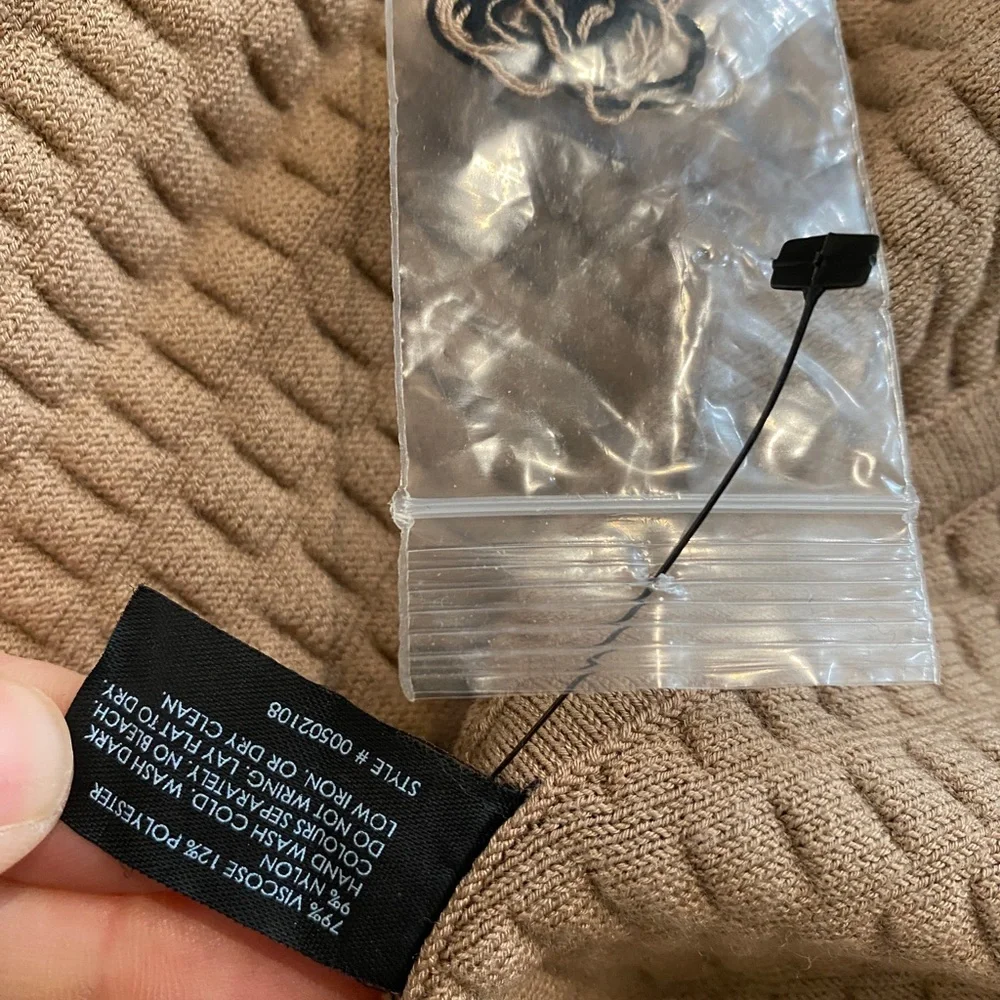 79% VISCOSE 12% POLYESTER
9% NYLON
HAND WASH COLD, WASH DARK
COLOURS SEPARATELY, NO BLEACH.
DO NOT WRING, LAY FLAT TO DRY.
LOW IRON. OR DRY CLEAN.
STYLE # 00502108